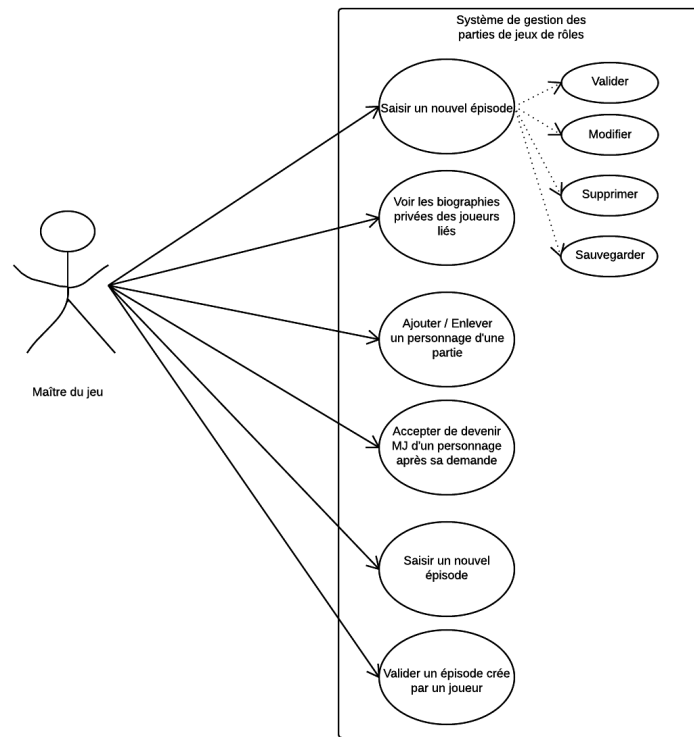 Système de gestion des
parties de jeux de rôles
Saisir un nouvel épisode
Valider
Modifier
Supprimer
Sauvegarder
Voir les biographies
privées des joueurs
liés
Ajouter / Enlever
un personnage d'une
partie
Maître du jeu
Accepter de devenir
MJ d'un personnage
après sa demande
Saisir un nouvel
épisode
Valider un épisode crée
par un joueur